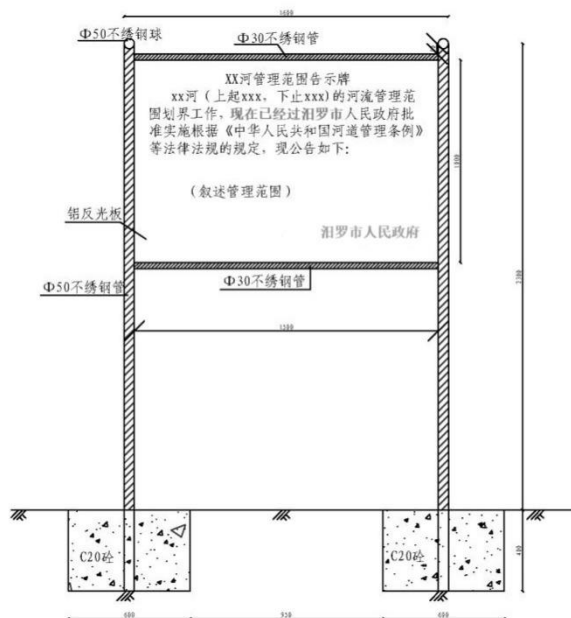 1600
Φ50不绣钢球
Φ30不绣钢管
XX河管理范围告示牌
xx河(上起xxx,下止xxx)的河流管理范
围划界工作,现在已经过汨罗市人民政府批
准实施根据《中华人民共和国河道管理条例》
等法律法规的规定,现公告如下:
(叙述管理范围)
铝反光板
汨罗市人民政府
Φ50不绣钢管
Φ30不绣钢管
C20砼
C20砼
400
600
950
600